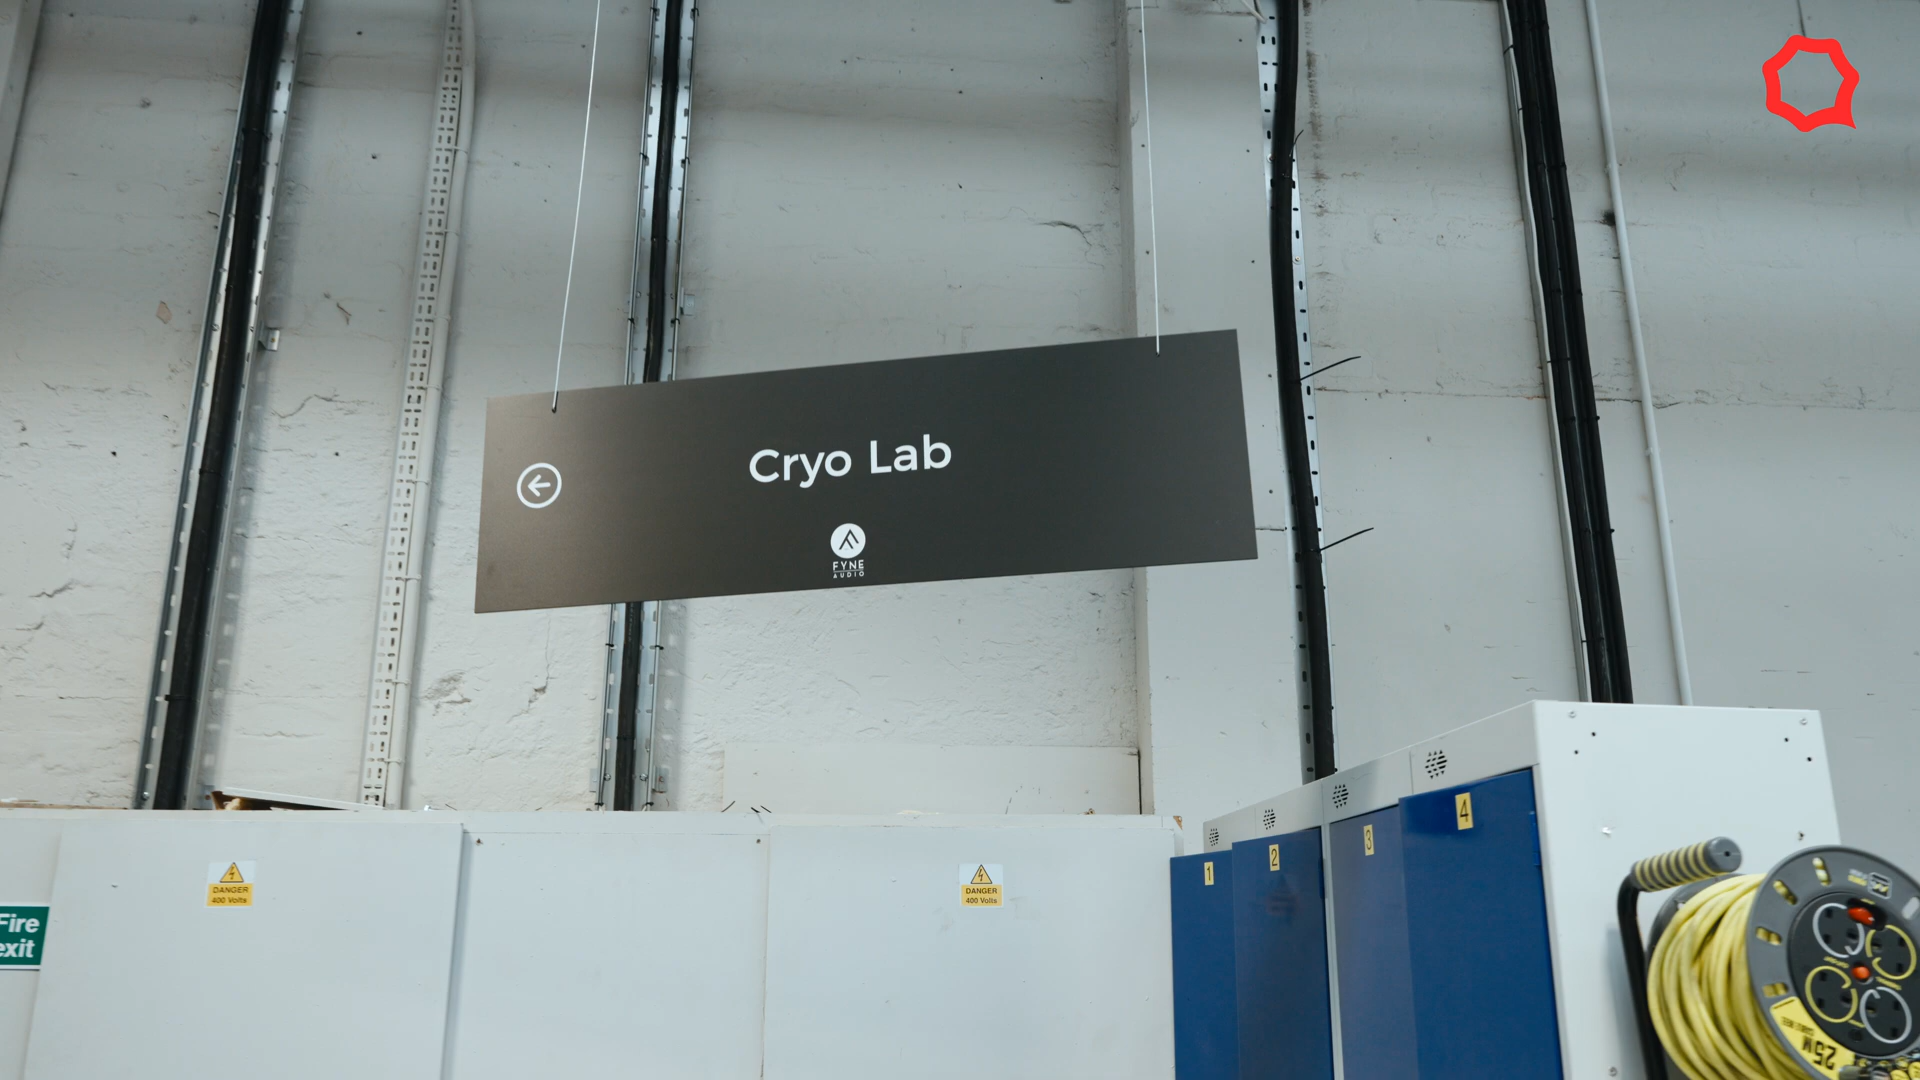 Cryo Lab
FYNE
AUDIO
DANGER
400 Volts
DANGER
400 Volts
Fire
exit
1
2
3
4
25M